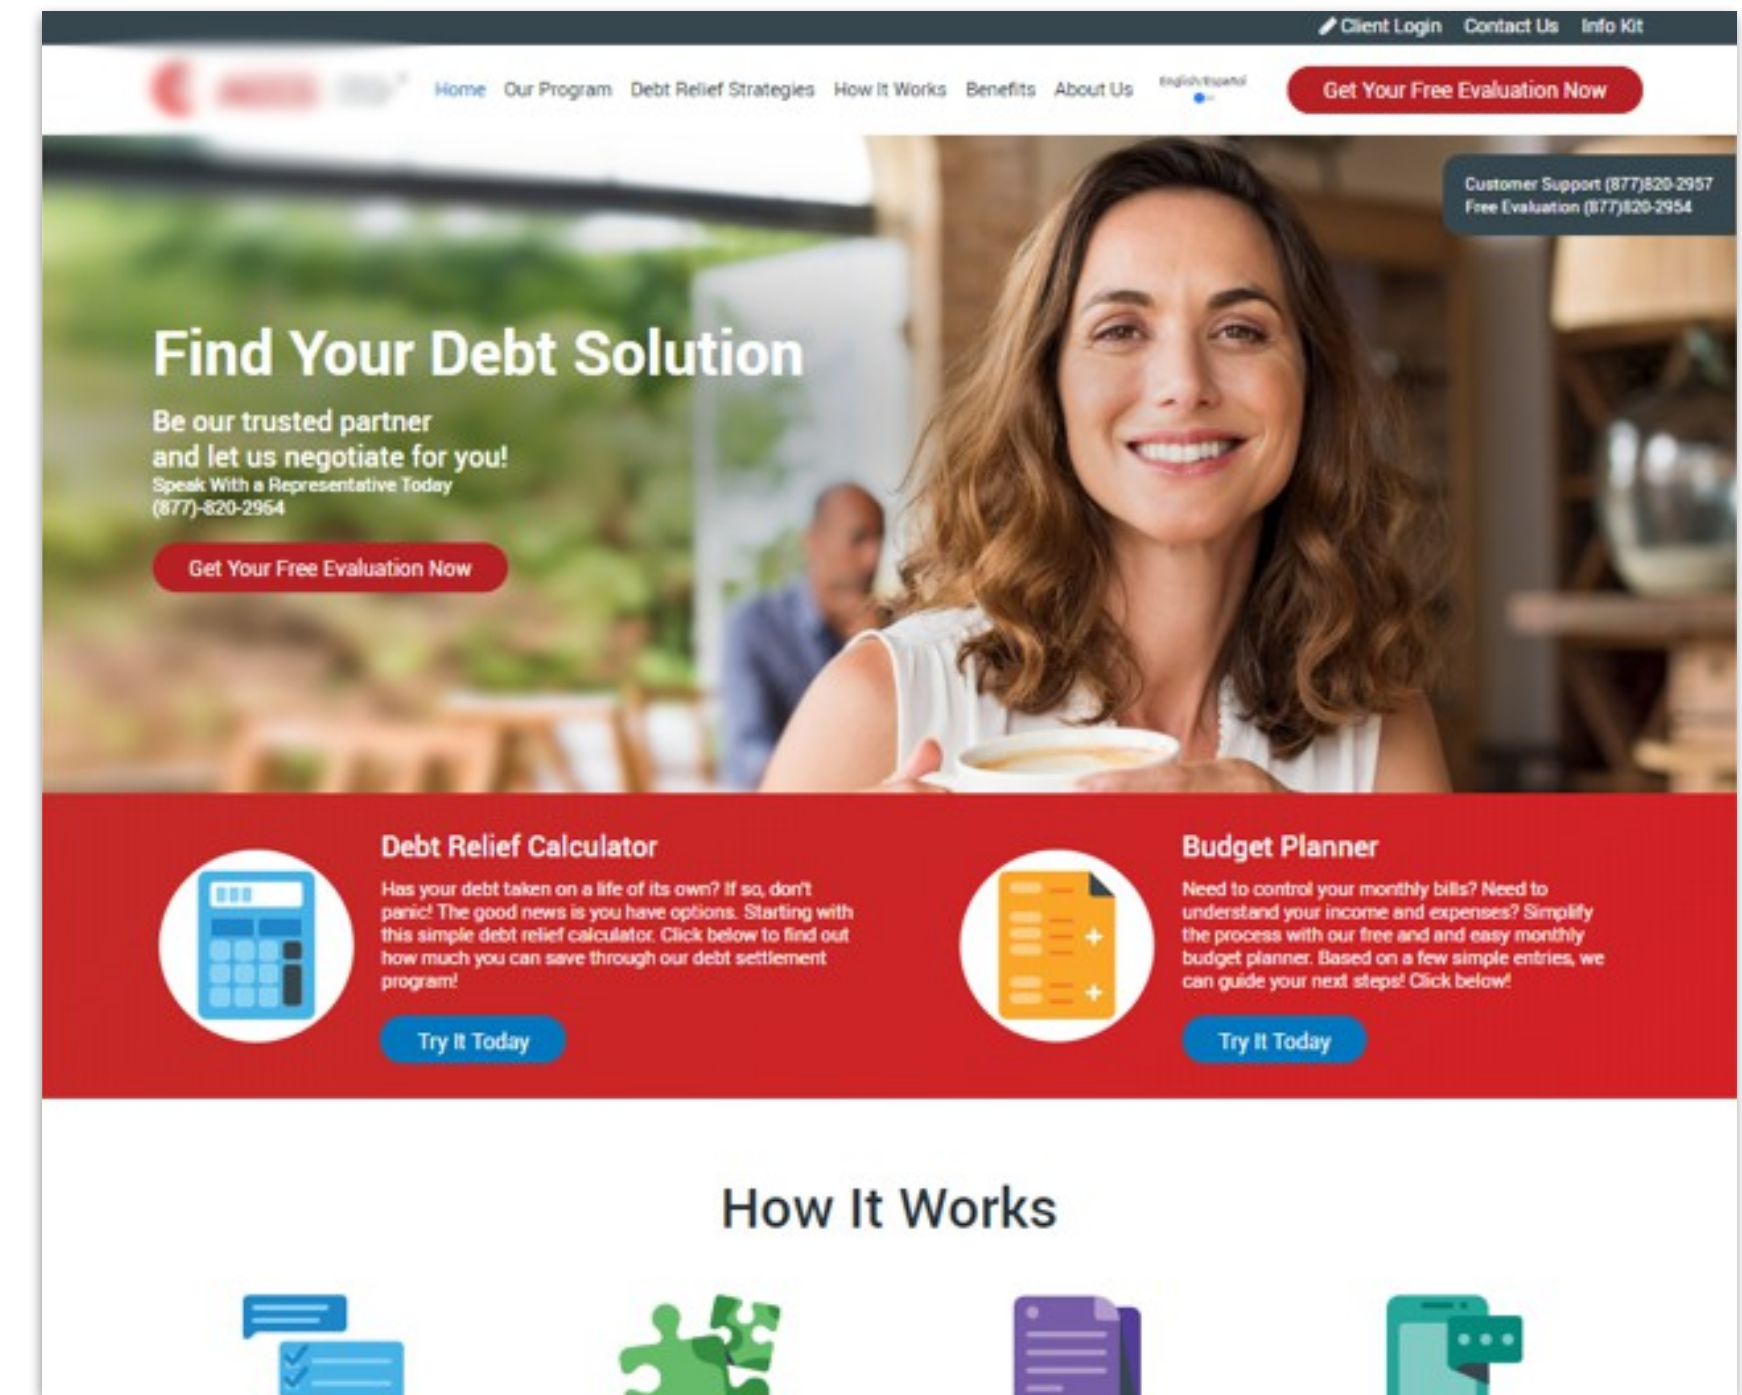 Client Login Contact Us Info Kit
Home Our Program Debt Relief Strategies How It Works Benefits About Us English/Español Get Your Free Evaluation Now
Customer Support (877)820-2957
Free Evaluation (877)820-2954
Find Your Debt Solution
Be our trusted partner
and let us negotiate for you!
Speak With a Representative Today
(877)-820-2954
Get Your Free Evaluation Now
Debt Relief Calculator
Has your debt taken on a life of its own? If so, don't
panic! The good news is you have options. Starting with
this simple debt relief calculator. Click below to find out
how much you can save through our debt settlement
program!
Try It Today
Budget Planner
Need to control your monthly bills? Need to
understand your income and expenses? Simplify
the process with our free and and easy monthly
budget planner. Based on a few simple entries, we
can guide your next steps! Click below!
Try It Today
How It Works